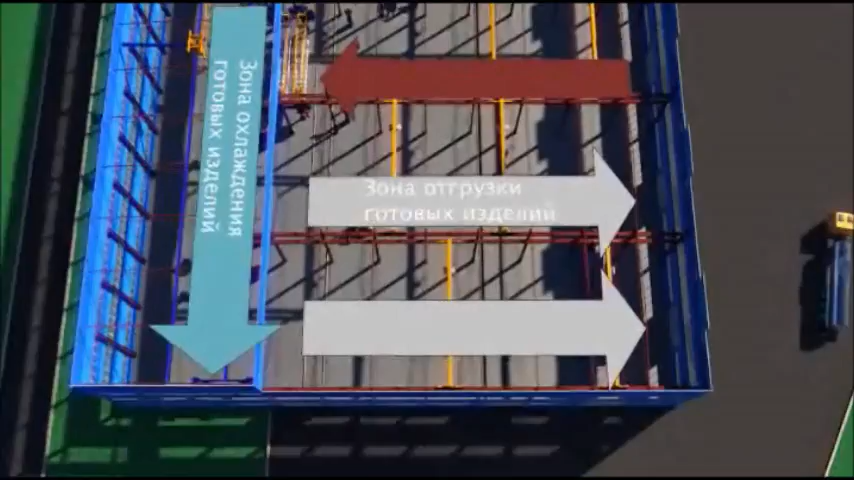 Зона охлаждения
готовых изделий
Зона отгрузки
готовых изделий